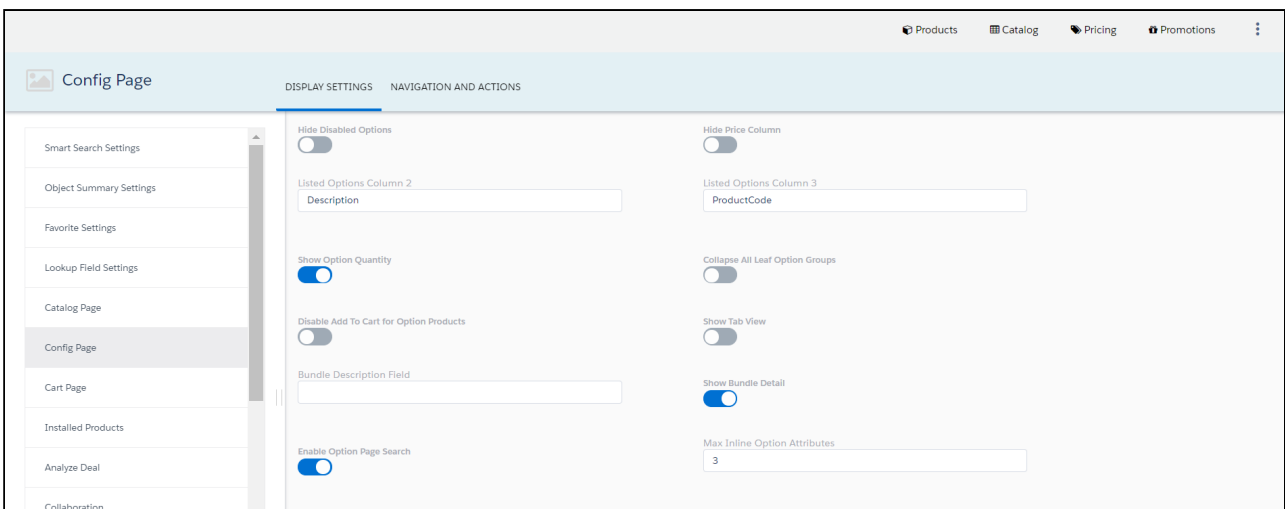 Products Catalog Pricing Promotions
Config Page
DISPLAY SETTINGS NAVIGATION AND ACTIONS
Smart Search Settings
Object Summary Settings
Favorite Settings
Lookup Field Settings
Catalog Page
Config Page
Cart Page
Installed Products
Analyze Deal
Collaboration
Hide Disabled Options Hide Price Column
Listed Options Column 2 Listed Options Column 3
Description ProductCode
Show Option Quantity Collapse All Leaf Option Groups
Disable Add To Cart for Option Products Show Tab View
Bundle Description Field Show Bundle Detail
Enable Option Page Search Max Inline Option Attributes
3